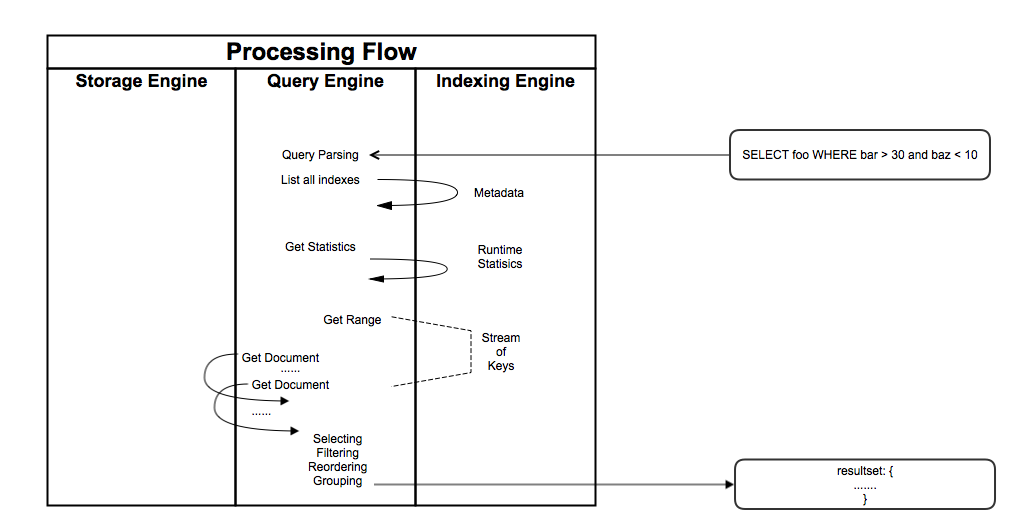 Processing Flow
Storage Engine
Query Engine
Indexing Engine
Query Parsing
SELECT foo WHERE bar > 30 and baz < 10
List all indexes
Metadata
Get Statistics
Runtime
Statisics
Get Range
Stream
of
Keys
Get Document
......
Get Document
......
Selecting
Filtering
Reordering
Grouping
resultset: {
.......
}